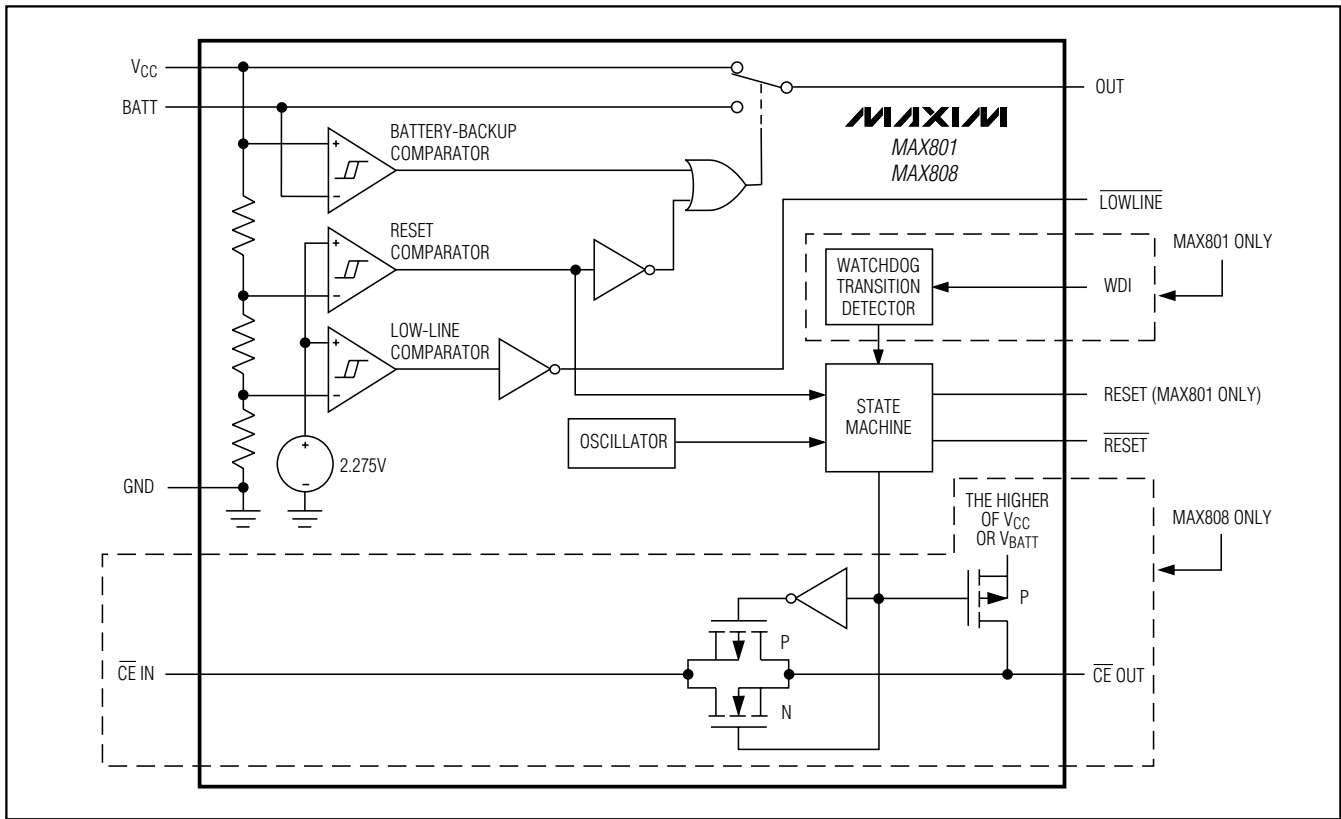 VCC
BATT
OUT
MAXIM
MAX801
MAX808
BATTERY-BACKUP
COMPARATOR
+
−
LOWLINE
RESET
COMPARATOR
+
−
MAX801 ONLY
WATCHDOG
TRANSITION
DETECTOR
WDI
LOW-LINE
COMPARATOR
+
−
STATE
MACHINE
RESET (MAX801 ONLY)
OSCILLATOR
RESET
+
−
2.275V
GND
THE HIGHER
OF VCC
OR VBATT
MAX808 ONLY
P
P
CE IN
CE OUT
N